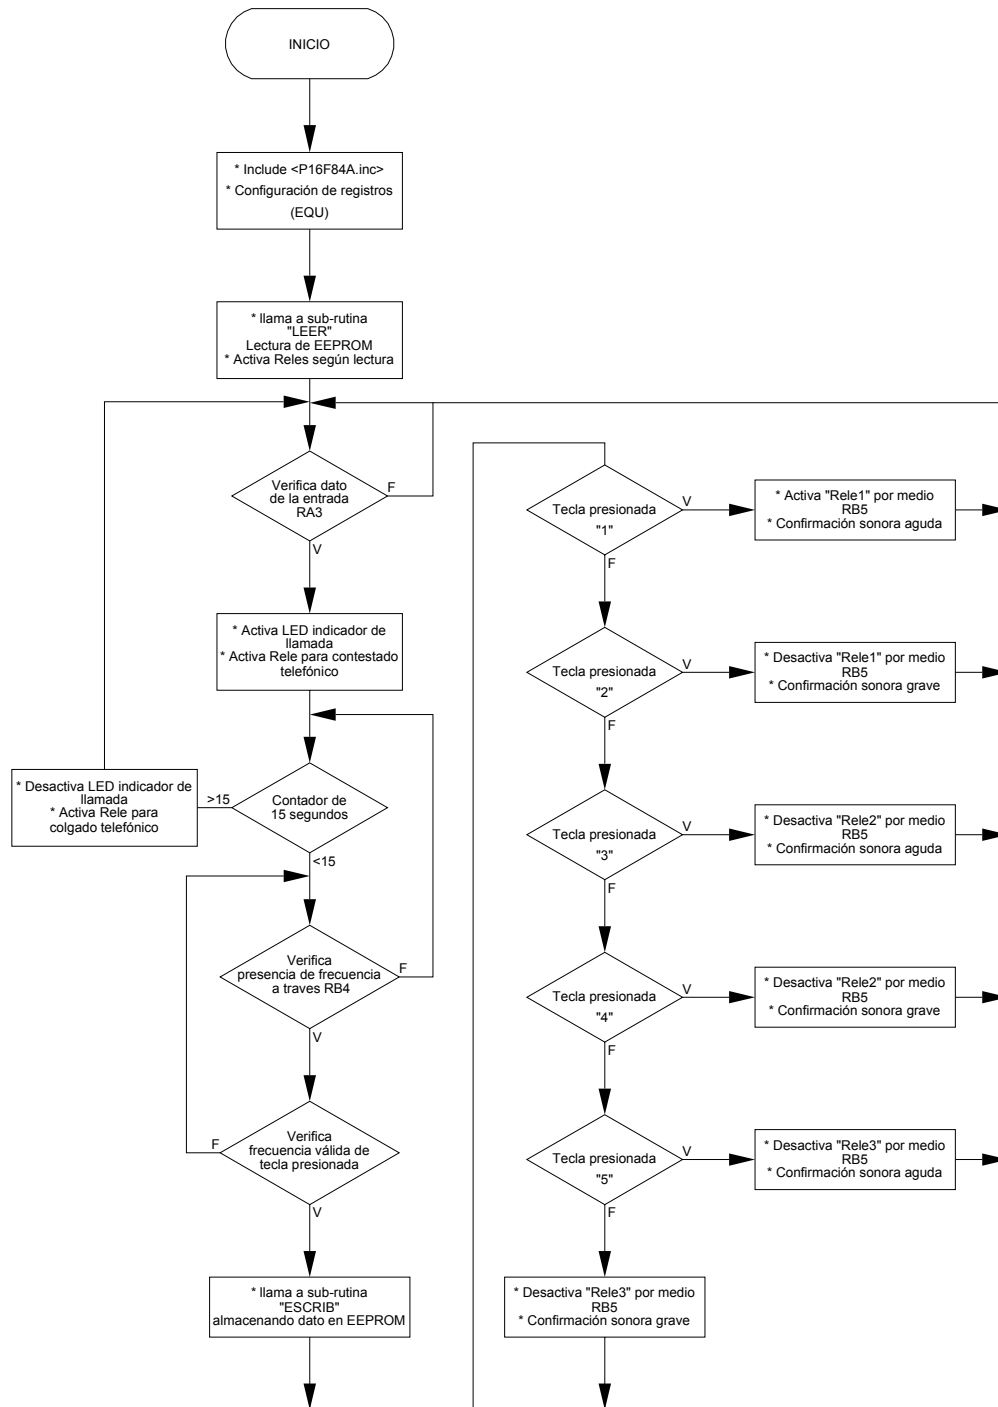 INICIO
* Include <P16F84A.inc>
* Configuración de registros
(EQU)
* llama a sub-rutina
"LEER"
Lectura de EEPROM
* Activa Reles según lectura
Verifica dato
de la entrada
RA3
F
V
* Activa LED indicador de
llamada
* Activa Rele para contestado
telefónico
* Desactiva LED indicador de
llamada
* Activa Rele para
colgado telefónico
>15
Contador de
15 segundos
<15
Verifica
presencia de frecuencia
a traves RB4
F
V
F
Verifica
frecuencia válida de
tecla presionada
V
* llama a sub-rutina
"ESCRIB"
almacenando dato en EEPROM
Tecla presionada
"1"
V
F
* Activa "Rele1" por medio
RB5
* Confirmación sonora aguda
Tecla presionada
"2"
V
F
* Desactiva "Rele1" por medio
RB5
* Confirmación sonora grave
Tecla presionada
"3"
V
F
* Desactiva "Rele2" por medio
RB5
* Confirmación sonora aguda
Tecla presionada
"4"
V
F
* Desactiva "Rele2" por medio
RB5
* Confirmación sonora grave
Tecla presionada
"5"
V
F
* Desactiva "Rele3" por medio
RB5
* Confirmación sonora aguda
* Desactiva "Rele3" por medio
RB5
* Confirmación sonora grave